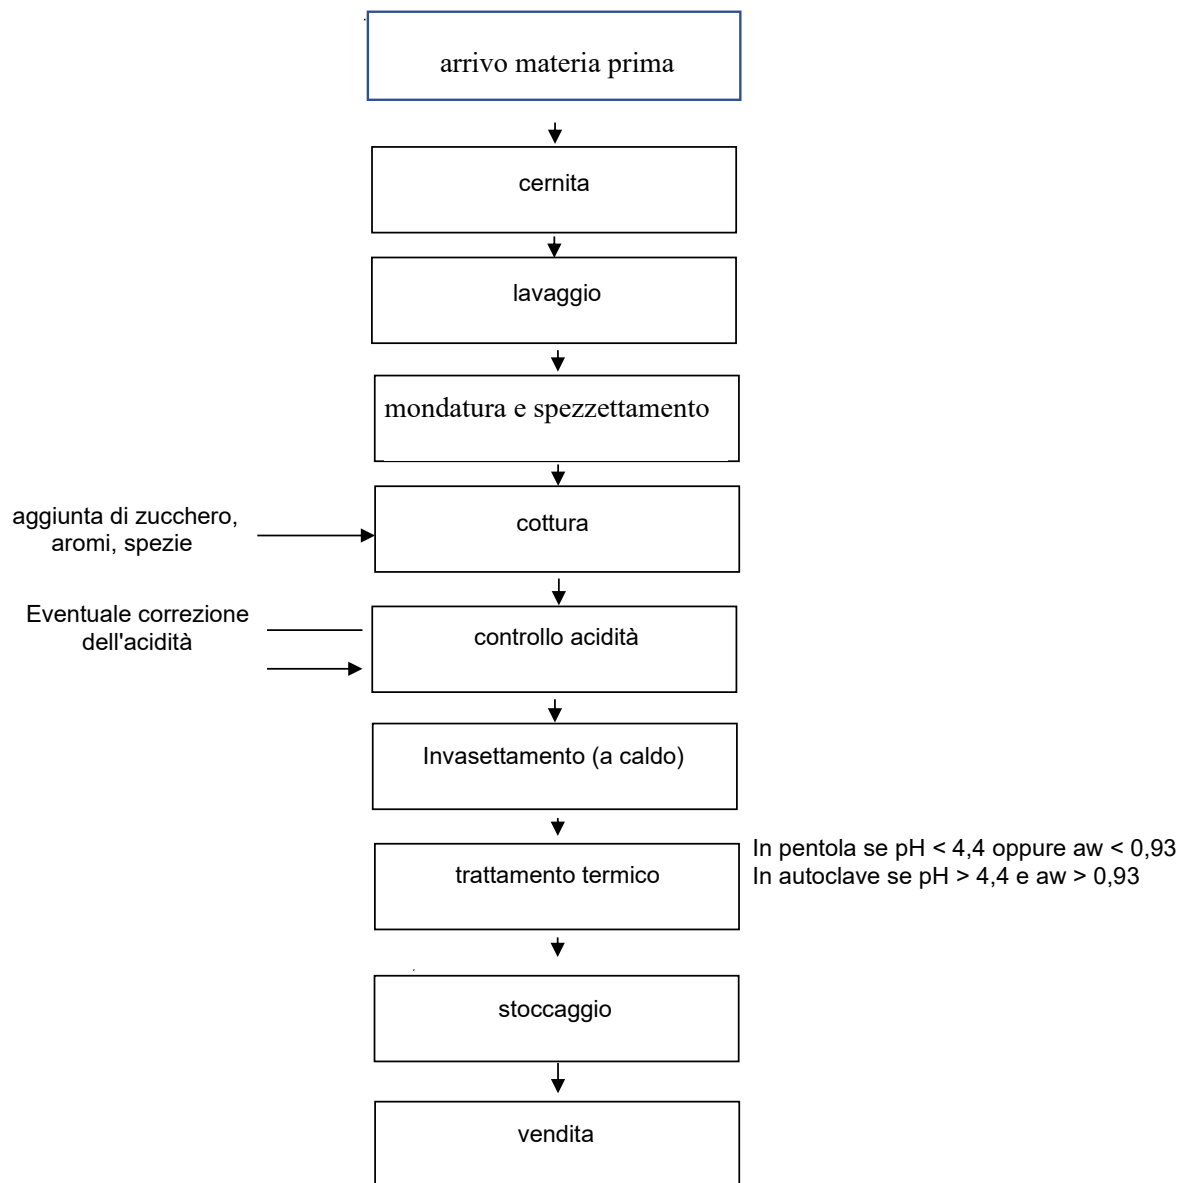 arrivo materia prima
cernita
lavaggio
mondatura e spezzettamento
aggiunta di zucchero,
aromi, spezie
cottura
Eventuale correzione
dell'acidità
controllo acidità
Invasettamento (a caldo)
trattamento termico
In pentola se pH < 4,4 oppure aw < 0,93
In autoclave se pH > 4,4 e aw > 0,93
stoccaggio
vendita